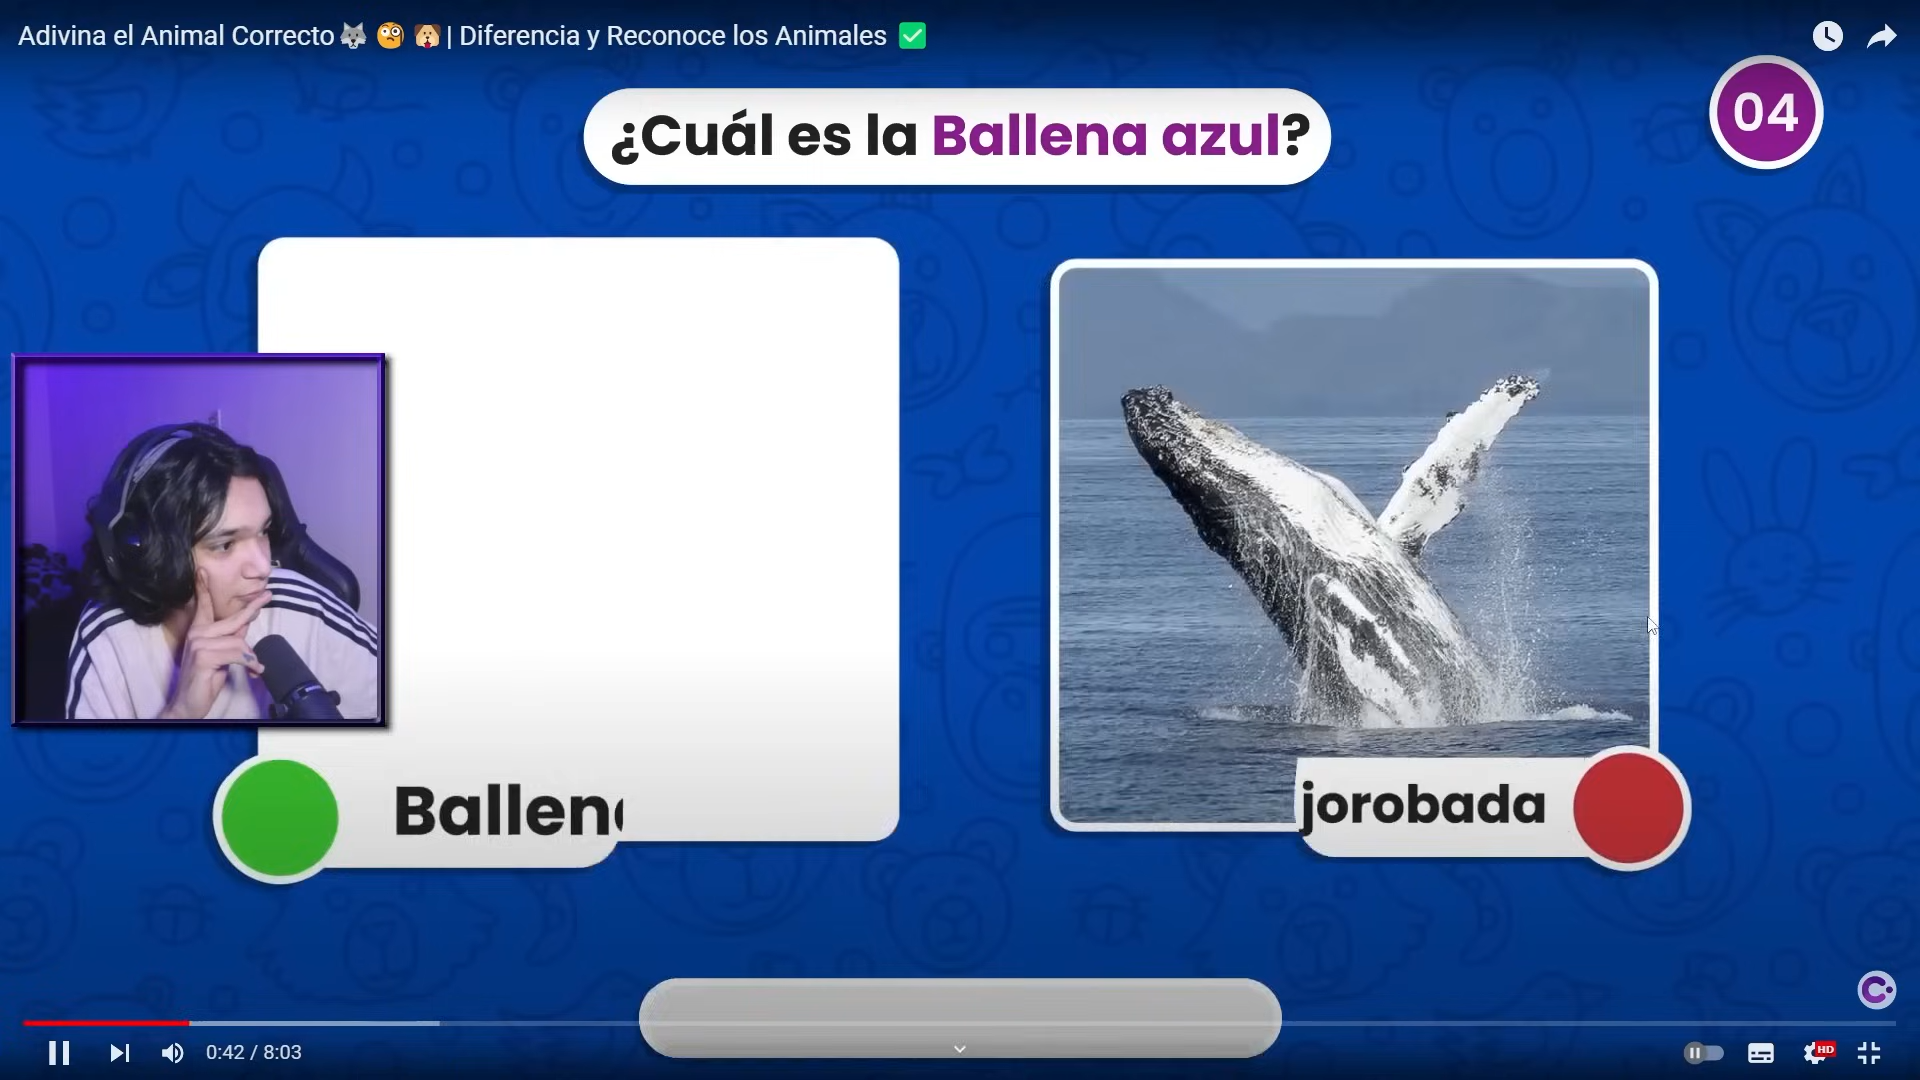 Adivina el Animal Correcto🐺 🧐 🐶| Diferencia y Reconoce los Animales ✅
04
¿Cuál es la Ballena azul?
jorobada
0:42 / 8:03
HD